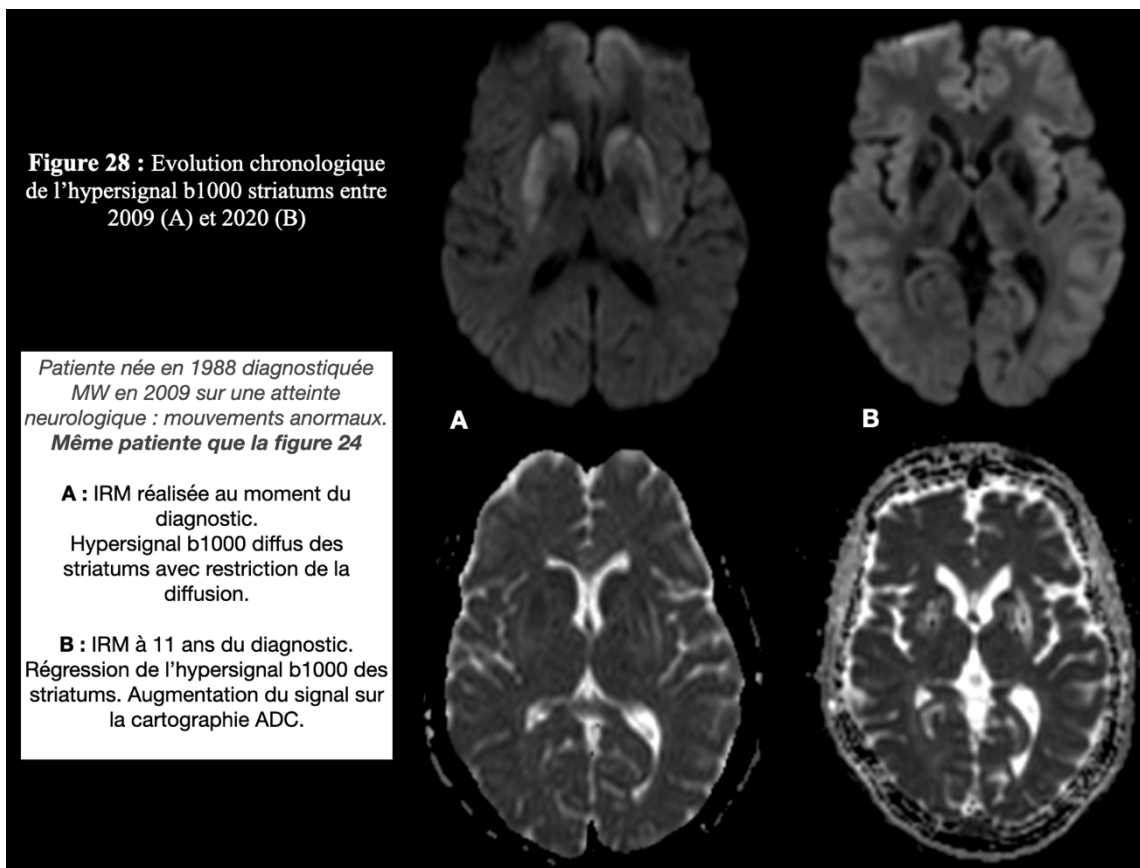 Figure 28 : Evolution chronologique
de l'hypersignal b1000 striatums entre
2009 (A) et 2020 (B)
Patiente née en 1988 diagnostiquée
MW en 2009 sur une atteinte
neurologique : mouvements anormaux.
Même patiente que la figure 24
A : IRM réalisée au moment du
diagnostic.
Hypersignal b1000 diffus des
striatums avec restriction de la
diffusion.
B : IRM à 11 ans du diagnostic.
Régression de l'hypersignal b1000 des
striatums. Augmentation du signal sur
la cartographie ADC.
A
B